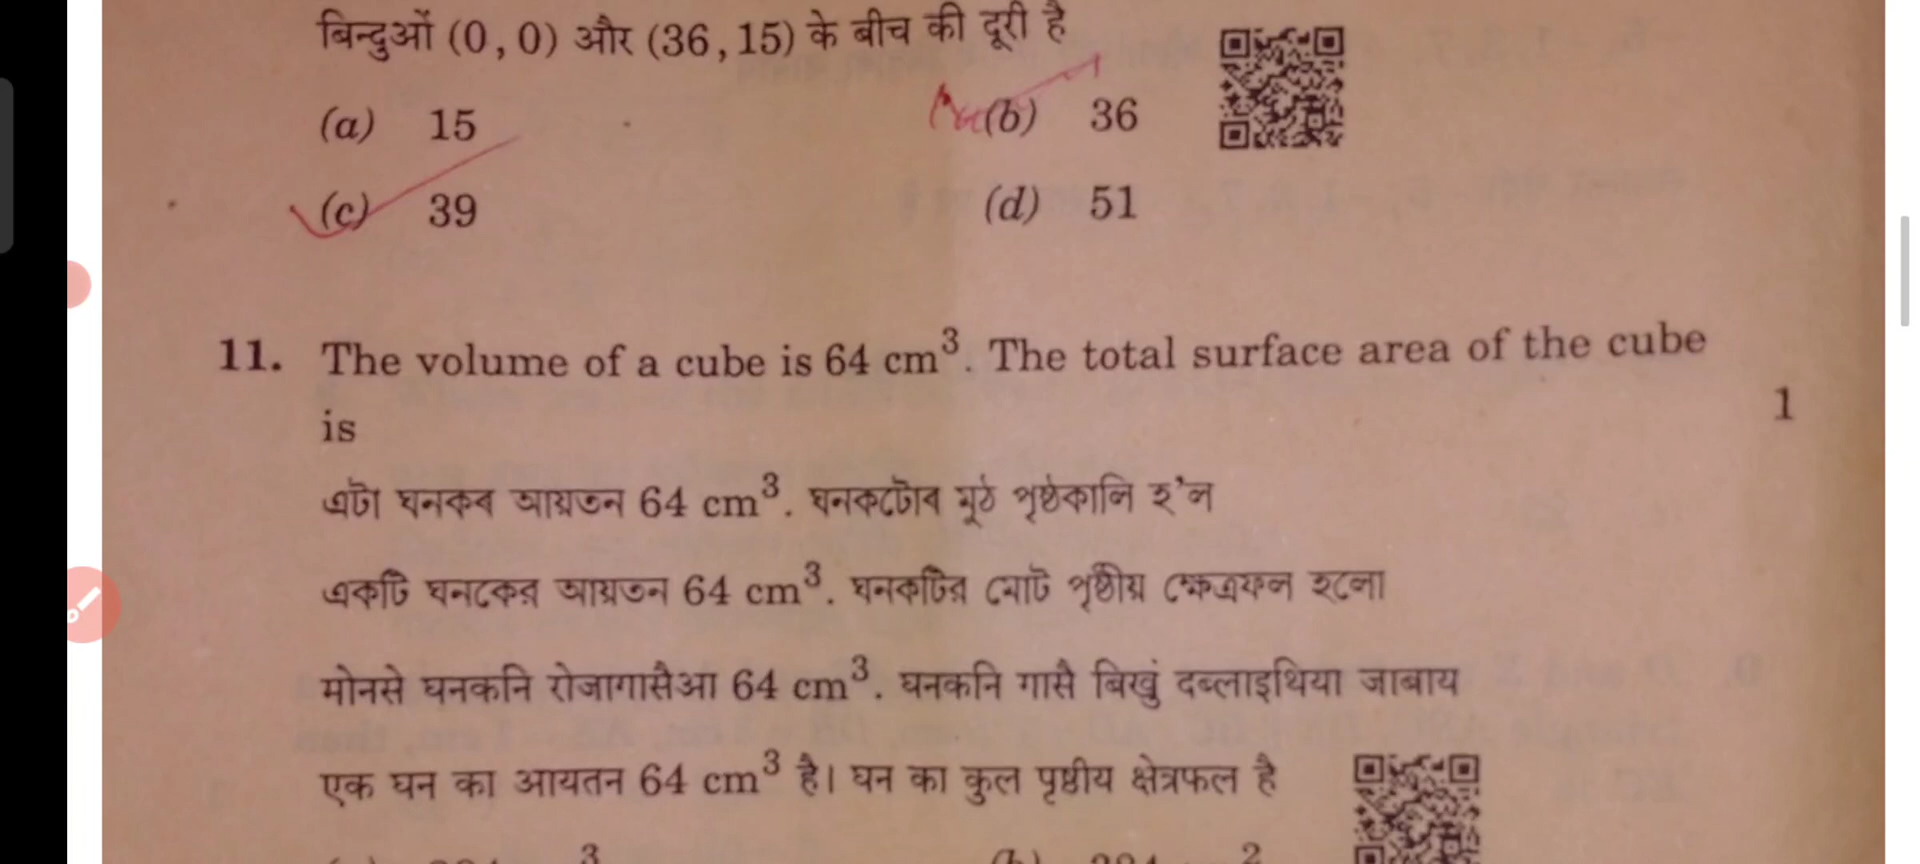 बिन्दुओं (0, 0) और (36, 15) के बीच की दूरी है
(a) 15
(b) 36
(c) 39
(d) 51
11. The volume of a cube is 64 cm³. The total surface area of the cube
is
1
এটা ঘনকৰ আয়তন 64 cm³. ঘনকটোৰ মুঠ পৃষ্ঠকালি হ'ল
একটি ঘনকের আয়তন 64 cm³. ঘনকটির মোট পৃষ্ঠীয় ক্ষেত্রফল হলো
मोनसे घनकनि रोजागासैआ 64 cm³. घनकनि गासै बिखुं दब्लाइथिया जाबाय
एक घन का आयतन 64 cm³ है। घन का कुल पृष्ठीय क्षेत्रफल है